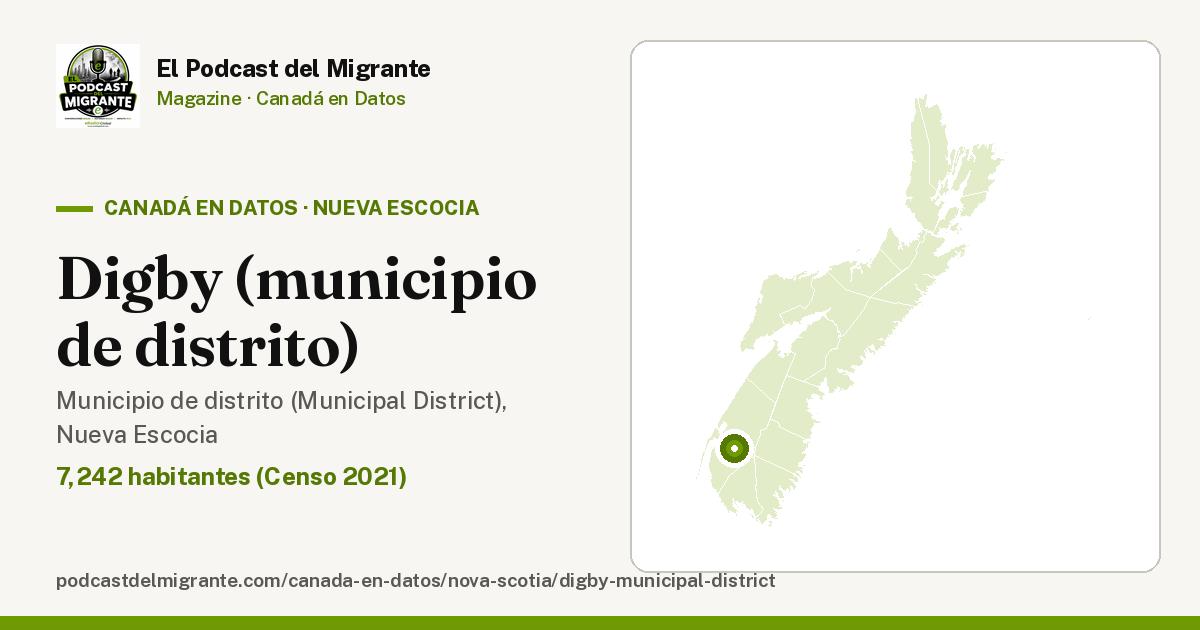 EL
PODCAST
DEL
MIGRANTE
El Podcast del Migrante
Magazine · Canadá en Datos
CANADÁ EN DATOS · NUEVA ESCOCIA
Digby (municipio
de distrito)
Municipio de distrito (Municipal District),
Nueva Escocia
7,242 habitantes (Censo 2021)
podcastdelmigrante.com/canada-en-datos/nova-scotia/digby-municipal-district